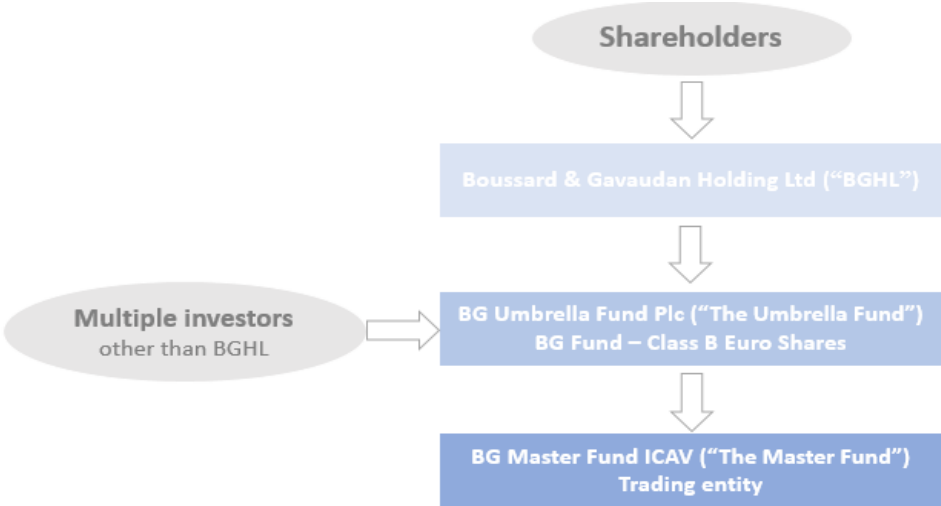 Shareholders
Boussard & Gavaudan Holding Ltd (“BGHL”)
Multiple investors
other than BGHL
BG Umbrella Fund Plc (“The Umbrella Fund”)
BG Fund – Class B Euro Shares
BG Master Fund ICAV (“The Master Fund”)
Trading entity